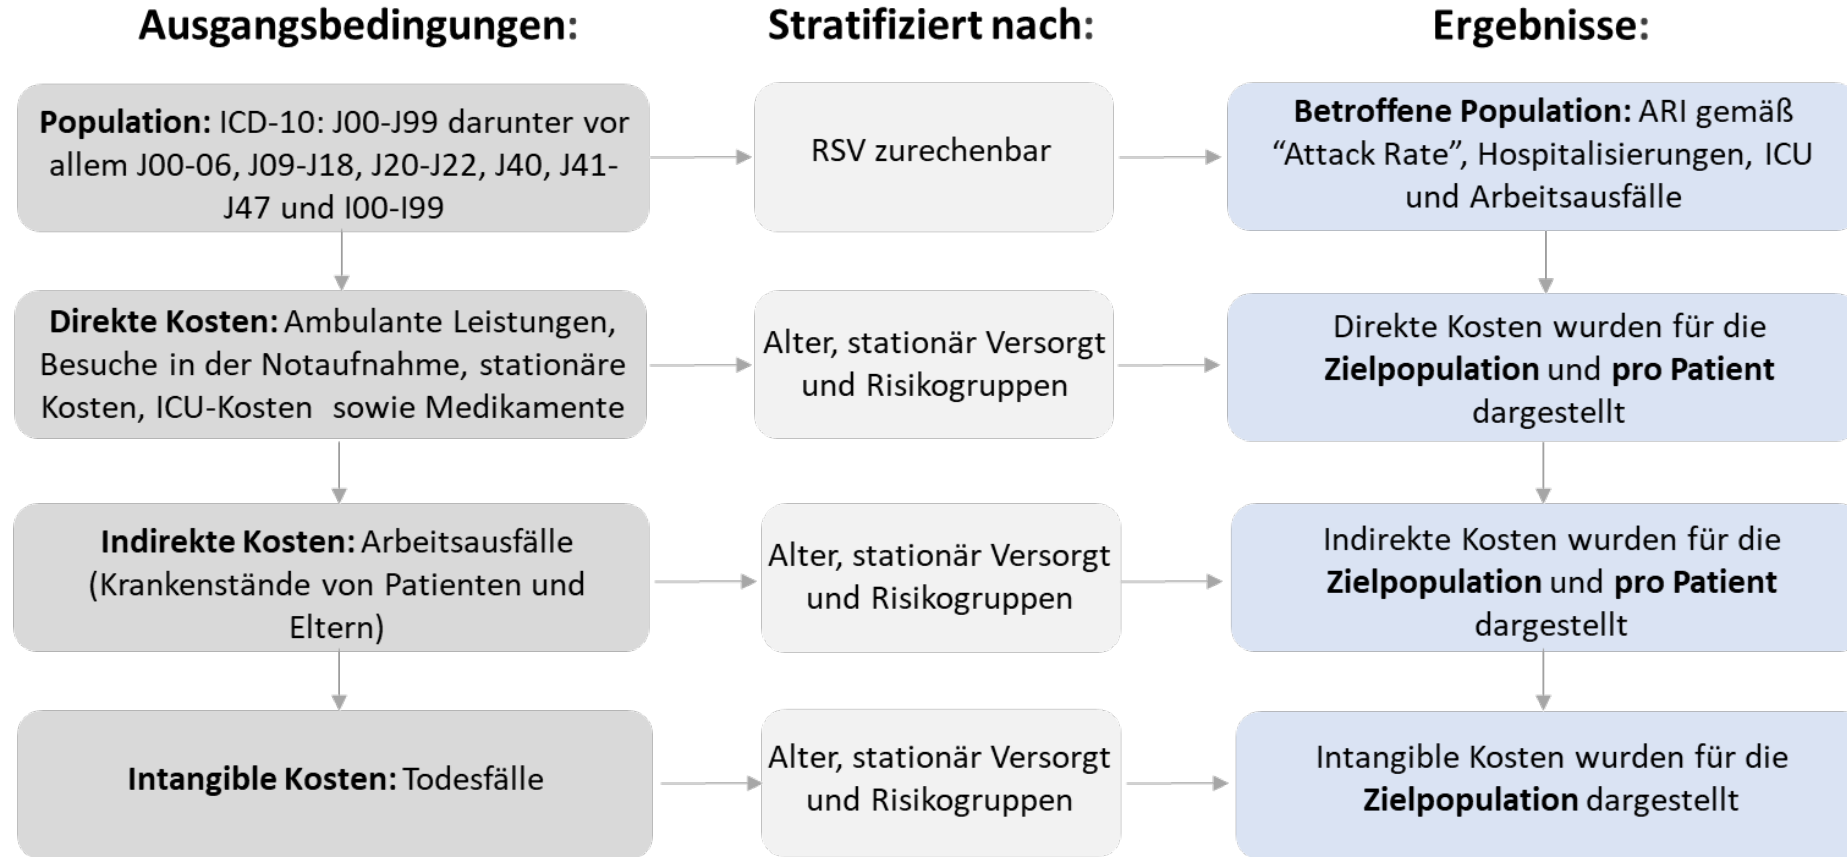 Ausgangsbedingungen:
Stratifiziert nach:
Ergebnisse:
Population: ICD-10: J00-J99 darunter vor
allem J00-06, J09-J18, J20-J22, J40, J41-
J47 und I00-I99
RSV zurechenbar
Betroffene Population: ARI gemäß
“Attack Rate”, Hospitalisierungen, ICU
und Arbeitsausfälle
Direkte Kosten: Ambulante Leistungen,
Besuche in der Notaufnahme, stationäre
Kosten, ICU-Kosten sowie Medikamente
Alter, stationär Versorgt
und Risikogruppen
Direkte Kosten wurden für die
Zielpopulation und pro Patient
dargestellt
Indirekte Kosten: Arbeitsausfälle
(Krankenstände von Patienten und
Eltern)
Alter, stationär Versorgt
und Risikogruppen
Indirekte Kosten wurden für die
Zielpopulation und pro Patient
dargestellt
Intangible Kosten: Todesfälle
Alter, stationär Versorgt
und Risikogruppen
Intangible Kosten wurden für die
Zielpopulation dargestellt